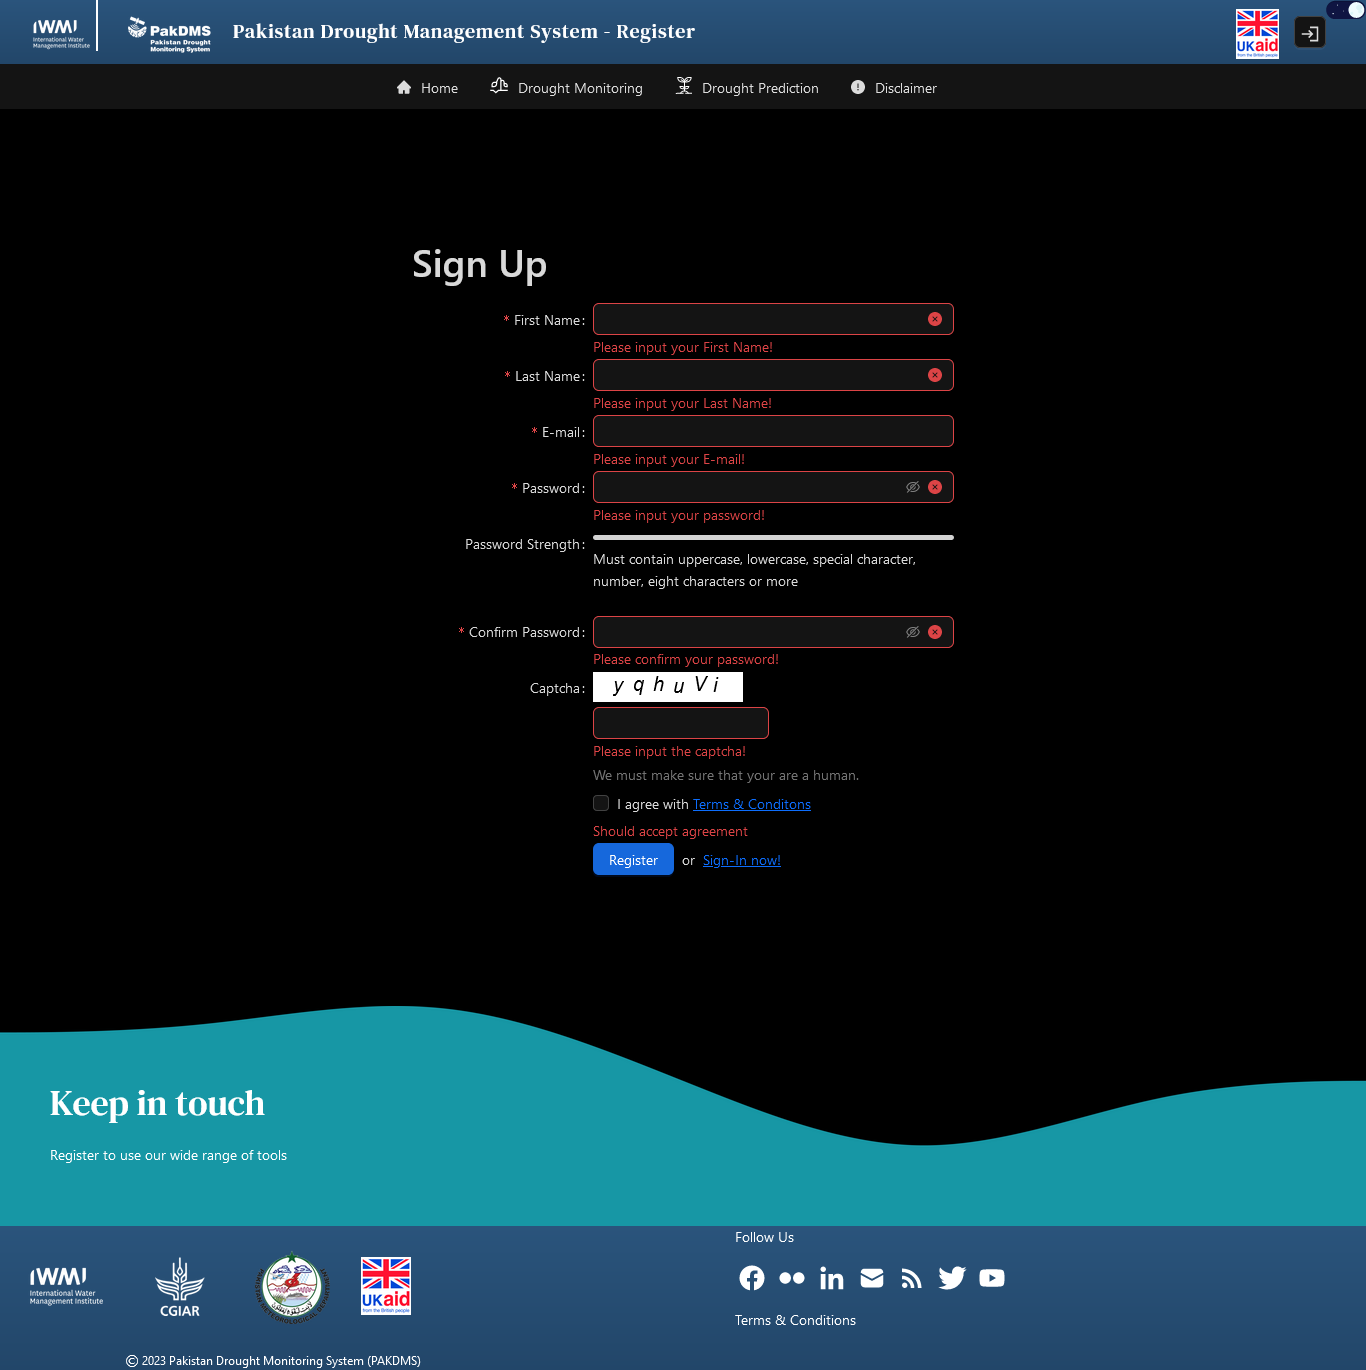 IWMI
International Water
Management Institute
PakDMS
Pakistan Drought
Monitoring System
Pakistan Drought Management System - Register
UKaid
from the British people
Home
Drought Monitoring
Drought Prediction
Disclaimer
Sign Up
* First Name:
Please input your First Name!
* Last Name:
Please input your Last Name!
* E-mail:
Please input your E-mail!
* Password:
Please input your password!
Password Strength:
Must contain uppercase, lowercase, special character,
number, eight characters or more
* Confirm Password:
Please confirm your password!
Captcha:
y q h u V i
Please input the captcha!
We must make sure that your are a human.
I agree with Terms & Conditons
Should accept agreement
Register or Sign-In now!
Keep in touch
Register to use our wide range of tools
Follow Us
IWMI
International Water
Management Institute
CGIAR
PAKISTAN METEOROLOGICAL DEPARTMENT
UKaid
from the British people
Terms & Conditions
© 2023 Pakistan Drought Monitoring System (PAKDMS)